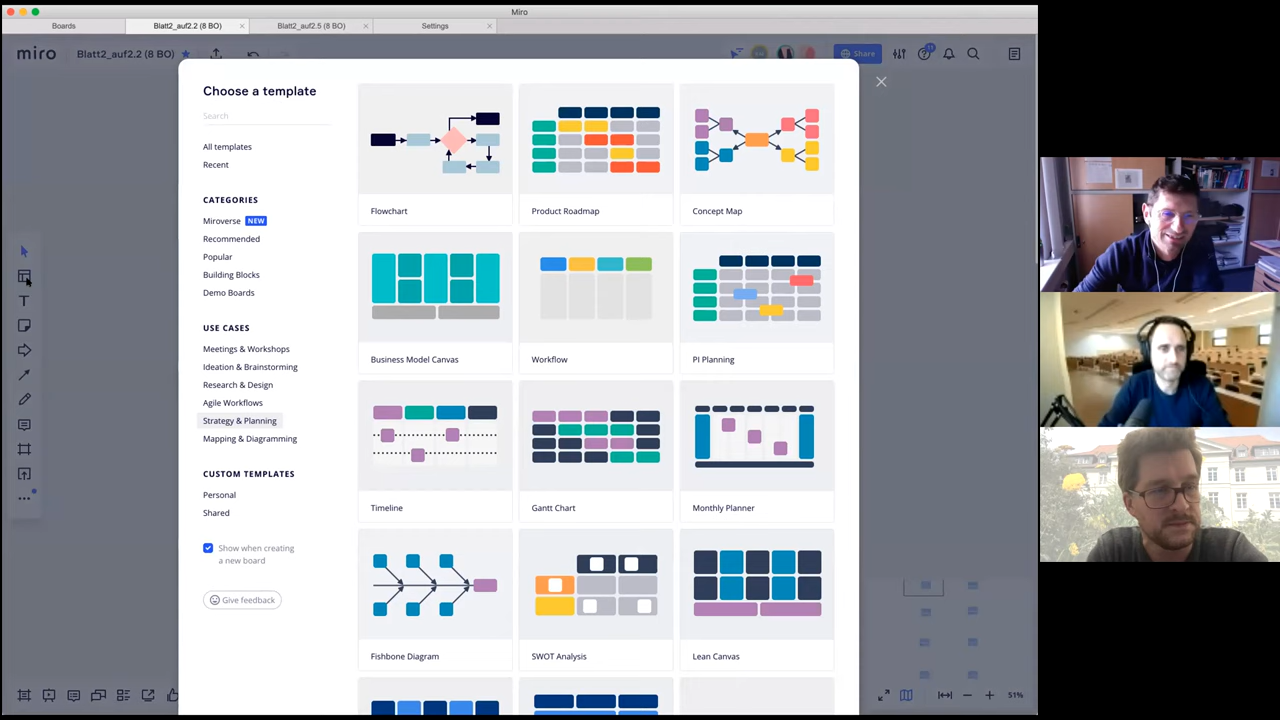 Miro
Boards
Blatt2_auf2.2 (8 BO)
Blatt2_auf2.5 (8 BO)
Settings
miro
Blatt2_auf2.2 (8 BO)
Share
Choose a template
Search
All templates
Recent
CATEGORIES
Miroverse NEW
Recommended
Popular
Building Blocks
Demo Boards
USE CASES
Meetings & Workshops
Ideation & Brainstorming
Research & Design
Agile Workflows
Strategy & Planning
Mapping & Diagramming
CUSTOM TEMPLATES
Personal
Shared
Show when creating
a new board
Give feedback
Flowchart
Product Roadmap
Concept Map
Business Model Canvas
Workflow
PI Planning
Timeline
Gantt Chart
Monthly Planner
Fishbone Diagram
SWOT Analysis
Lean Canvas
51%